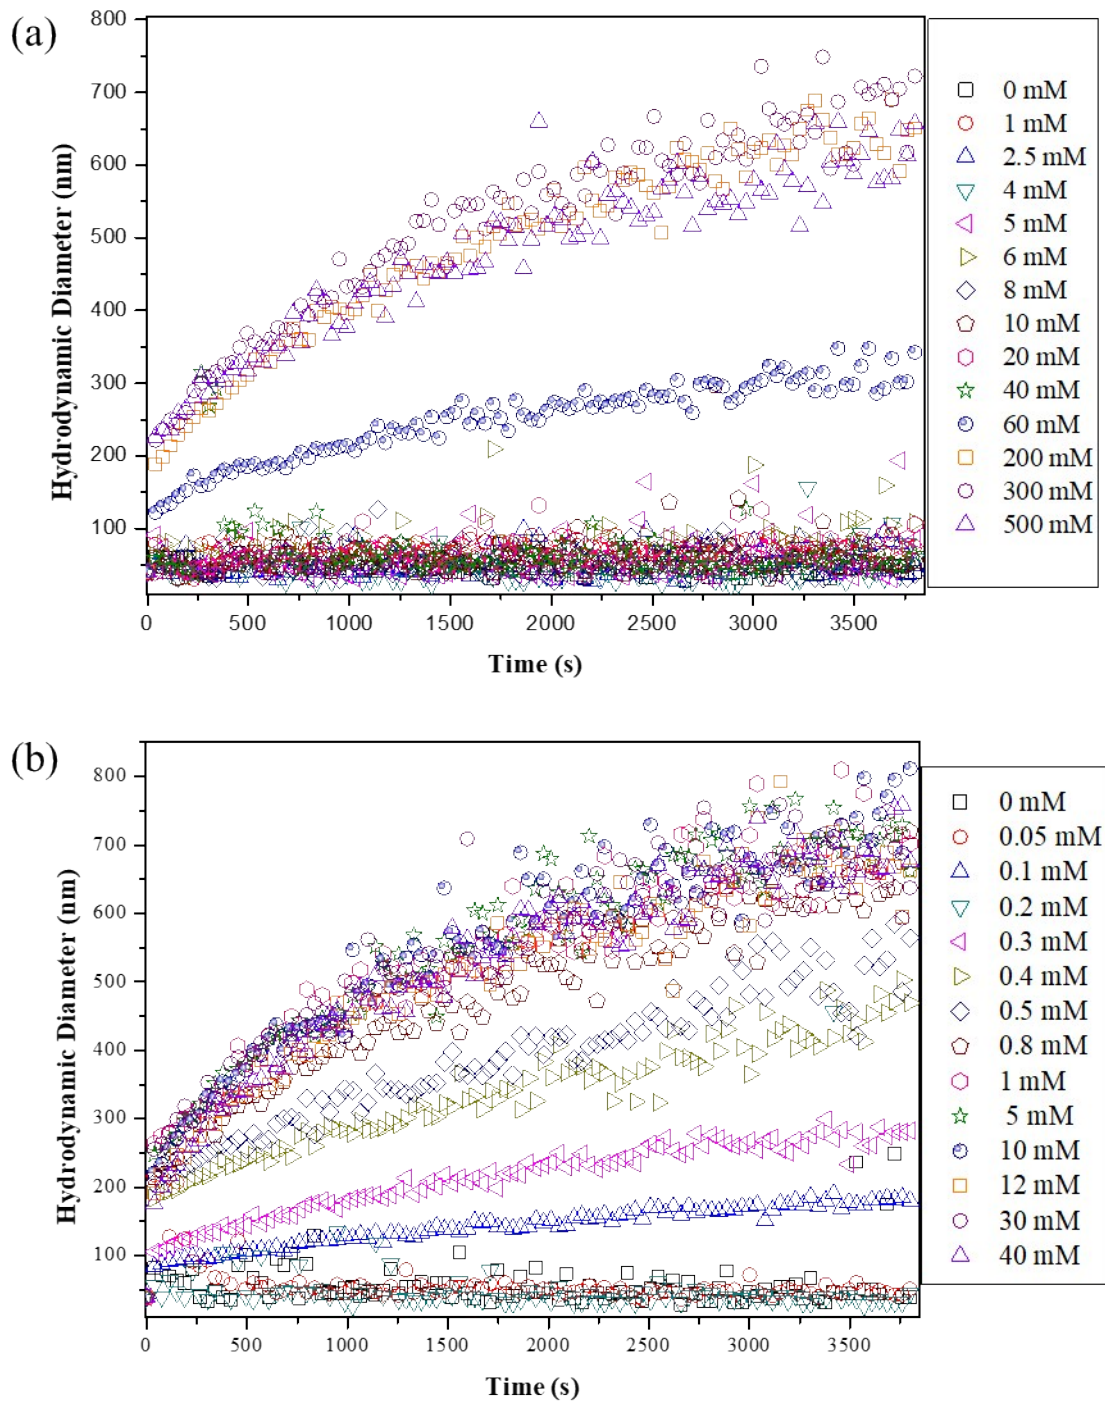 (a)
800
700
600
500
400
300
200
100
Hydrodynamic Diameter (nm)
0 500 1000 1500 2000 2500 3000 3500
Time (s)
0 mM
1 mM
2.5 mM
4 mM
5 mM
6 mM
8 mM
10 mM
20 mM
40 mM
60 mM
200 mM
300 mM
500 mM
(b)
800
700
600
500
400
300
200
100
Hydrodynamic Diameter (nm)
0 500 1000 1500 2000 2500 3000 3500
Time (s)
0 mM
0.05 mM
0.1 mM
0.2 mM
0.3 mM
0.4 mM
0.5 mM
0.8 mM
1 mM
5 mM
10 mM
12 mM
30 mM
40 mM